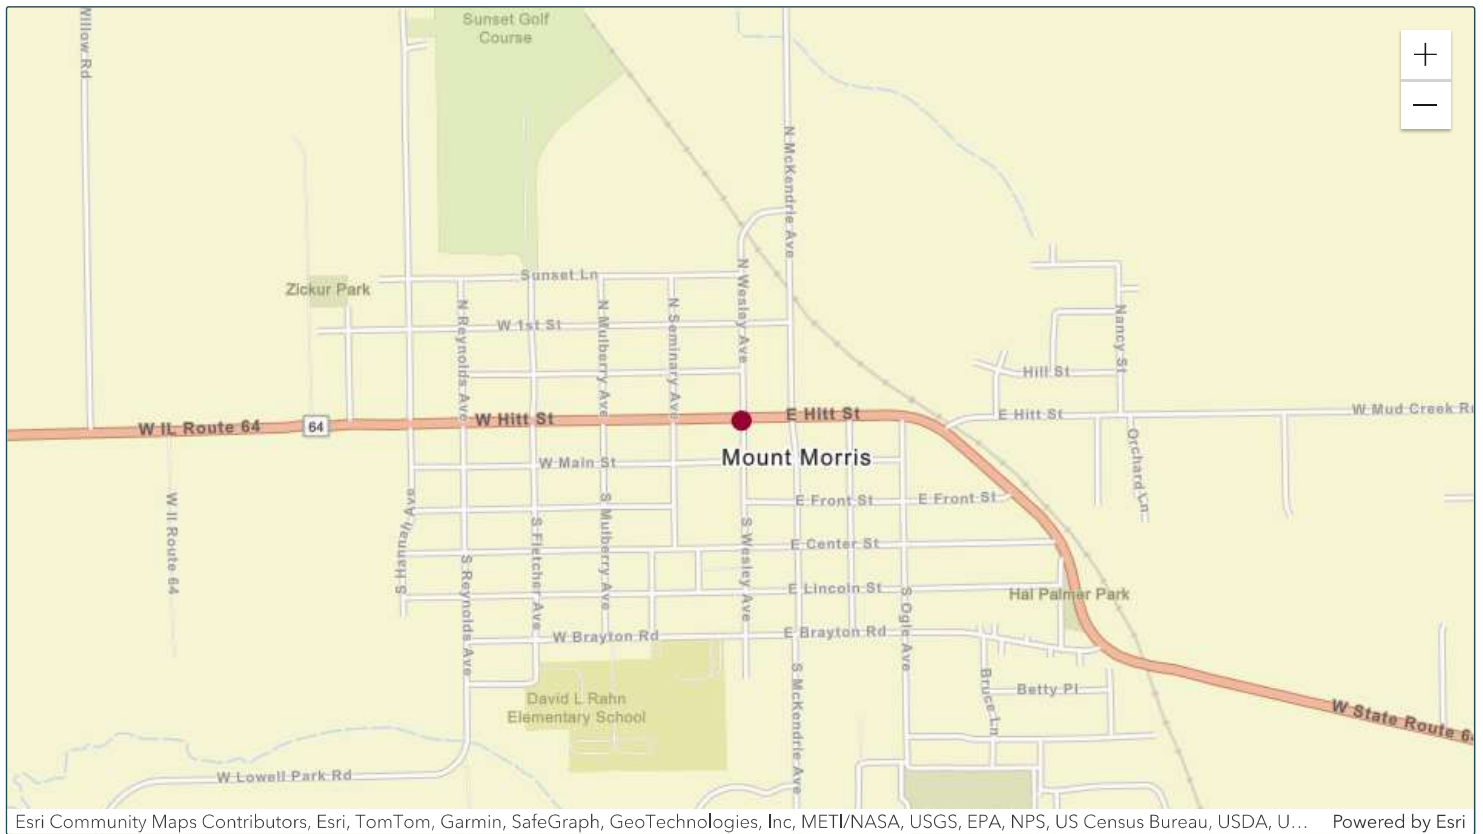 Willow Rd
Sunset Golf
Course
+
−
N McKendrie Ave
Sunset Ln
Zickur Park
N Wesley Ave
N Reynolds Ave
N Mulberry Ave
N Seminary Ave
W 1st St
Nancy St
Hill St
W IL Route 64
64
W Hitt St
E Hitt St
E Hitt St
W Mud Creek R
Mount Morris
W Main St
Orchard Ln
W Il Route 64
S Hannah Ave
S Mulberry Ave
E Front St
E Front St
S Fletcher Ave
S Wesley Ave
E Center St
S Reynolds Ave
E Lincoln St
S Ogle Ave
Hal Palmer Park
W Brayton Rd
E Brayton Rd
S McKendrie Ave
Bruce Ln
Betty Pl
David L Rahn
Elementary School
W State Route 6
W Lowell Park Rd
Esri Community Maps Contributors, Esri, TomTom, Garmin, SafeGraph, GeoTechnologies, Inc, METI/NASA, USGS, EPA, NPS, US Census Bureau, USDA, U... Powered by Esri